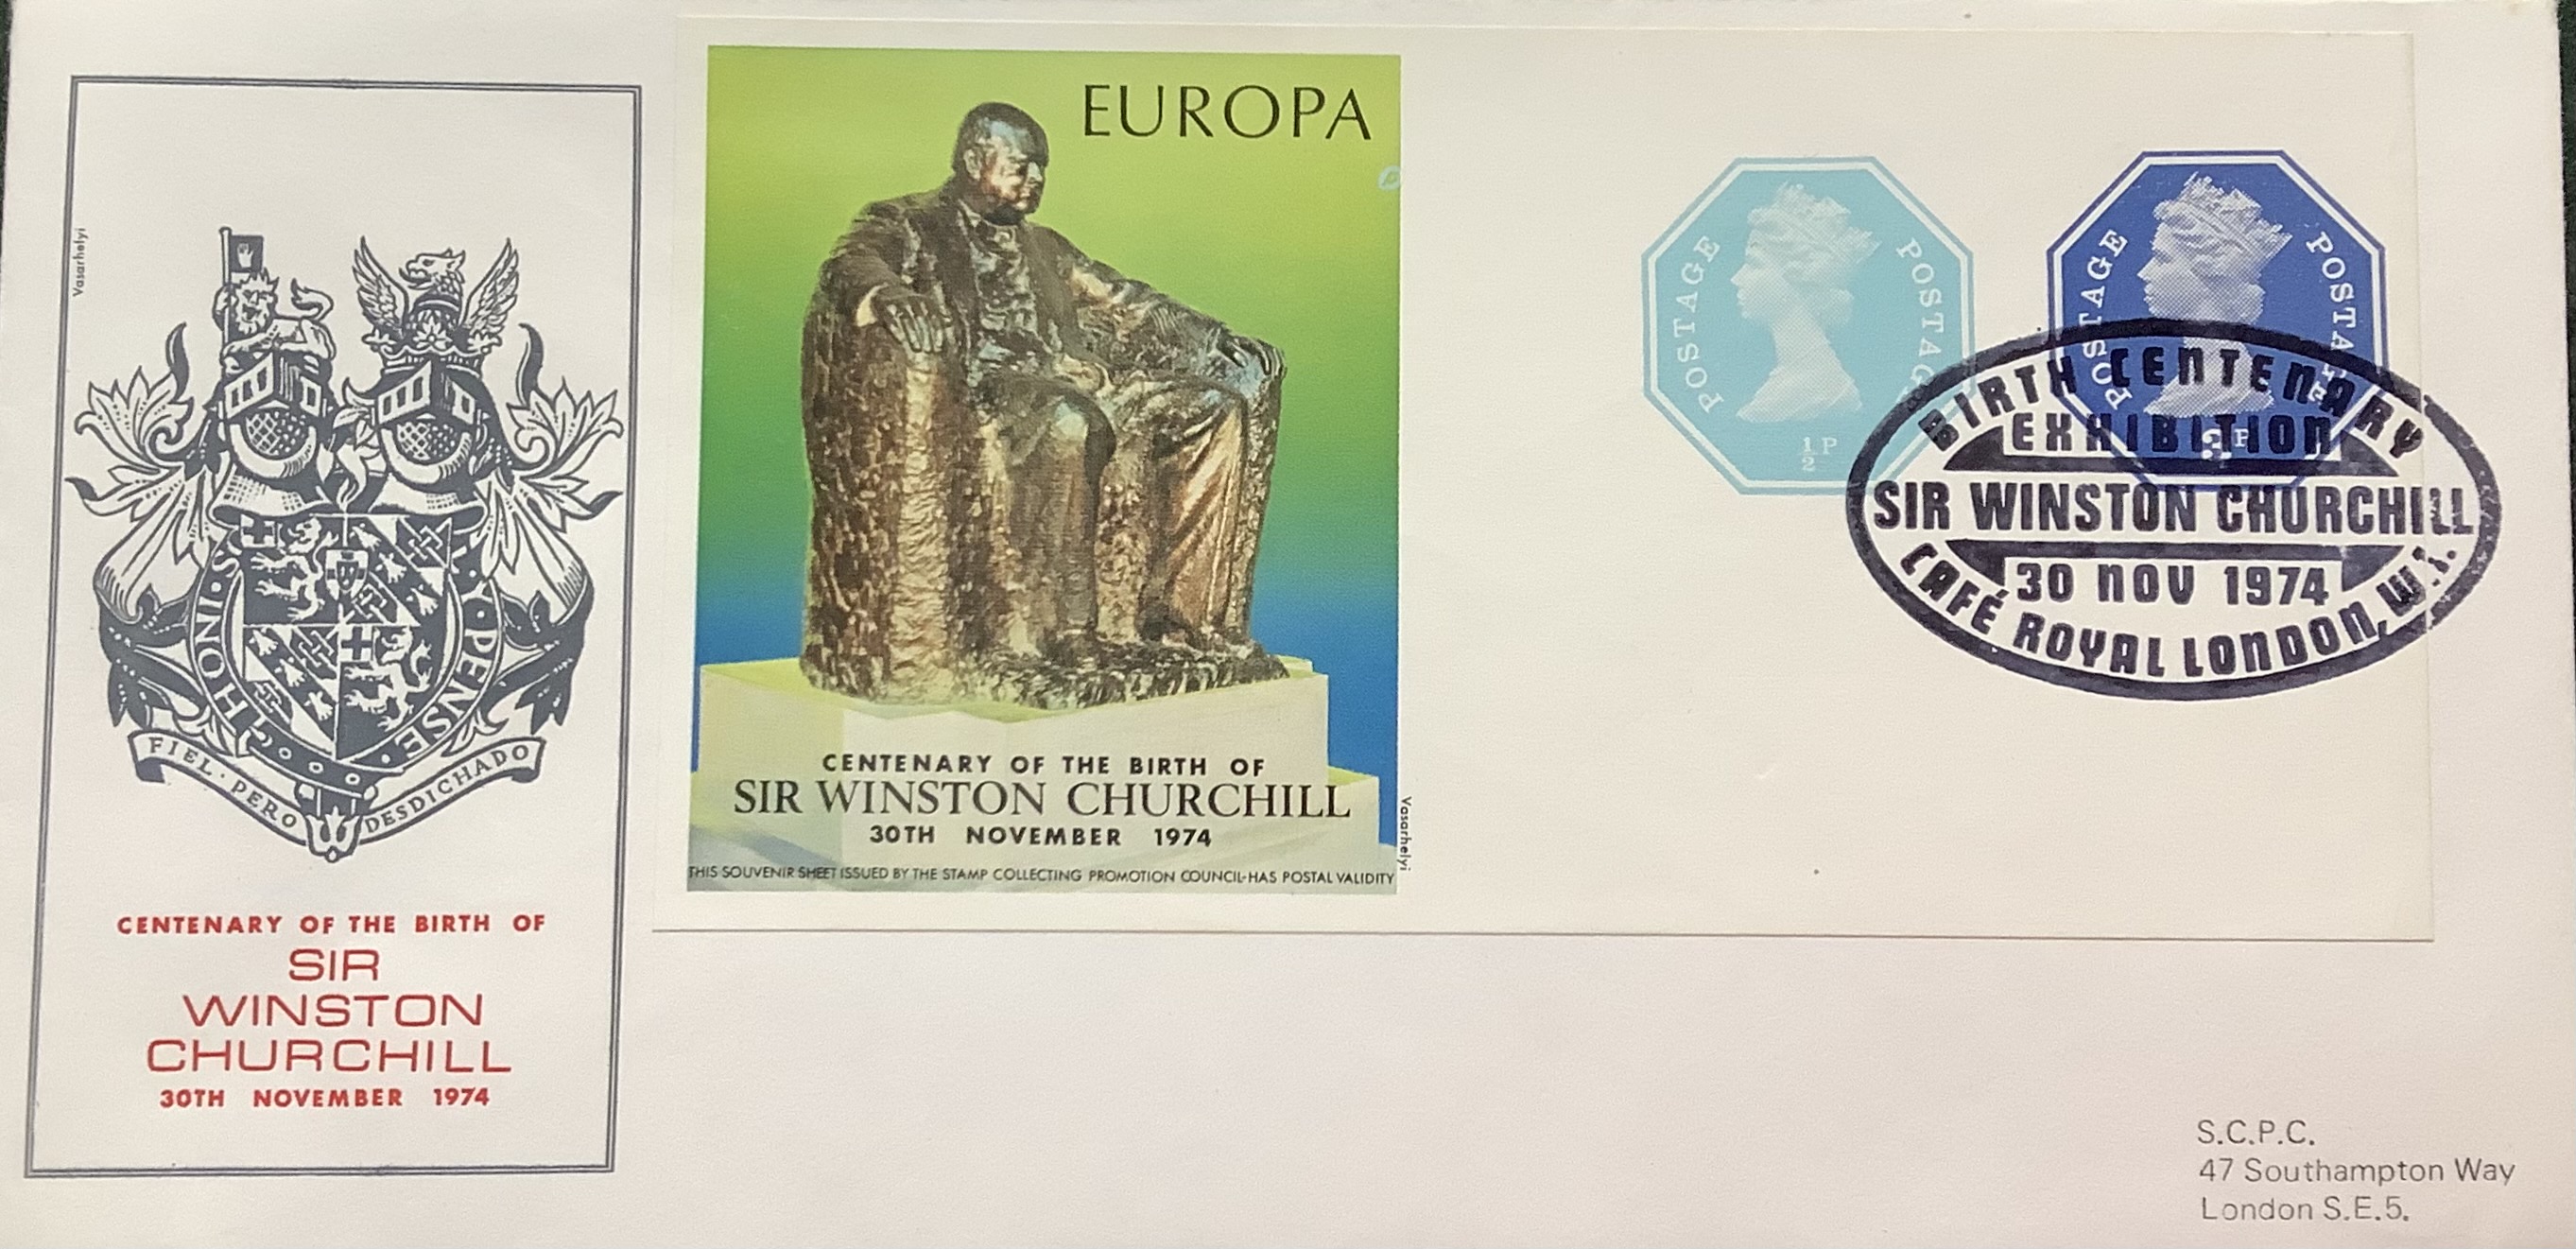 Vasarhelyi
HONI·SOIT
Y·PENSE·
FIEL·PERO DESDICHADO
CENTENARY OF THE BIRTH OF
SIR
WINSTON
CHURCHILL
30TH NOVEMBER 1974
EUROPA
CENTENARY OF THE BIRTH OF
SIR WINSTON CHURCHILL
30TH NOVEMBER 1974
THIS SOUVENIR SHEET ISSUED BY THE STAMP COLLECTING PROMOTION COUNCIL-HAS POSTAL VALIDITY
Vasarhelyi
POSTAGE POSTAGE
½P
POSTAGE POSTAGE
BIRTH CENTENARY
EXHIBITION
SIR WINSTON CHURCHILL
30 NOV 1974
CAFÉ ROYAL LONDON, W.1.
S.C.P.C.
47 Southampton Way
London S.E.5.